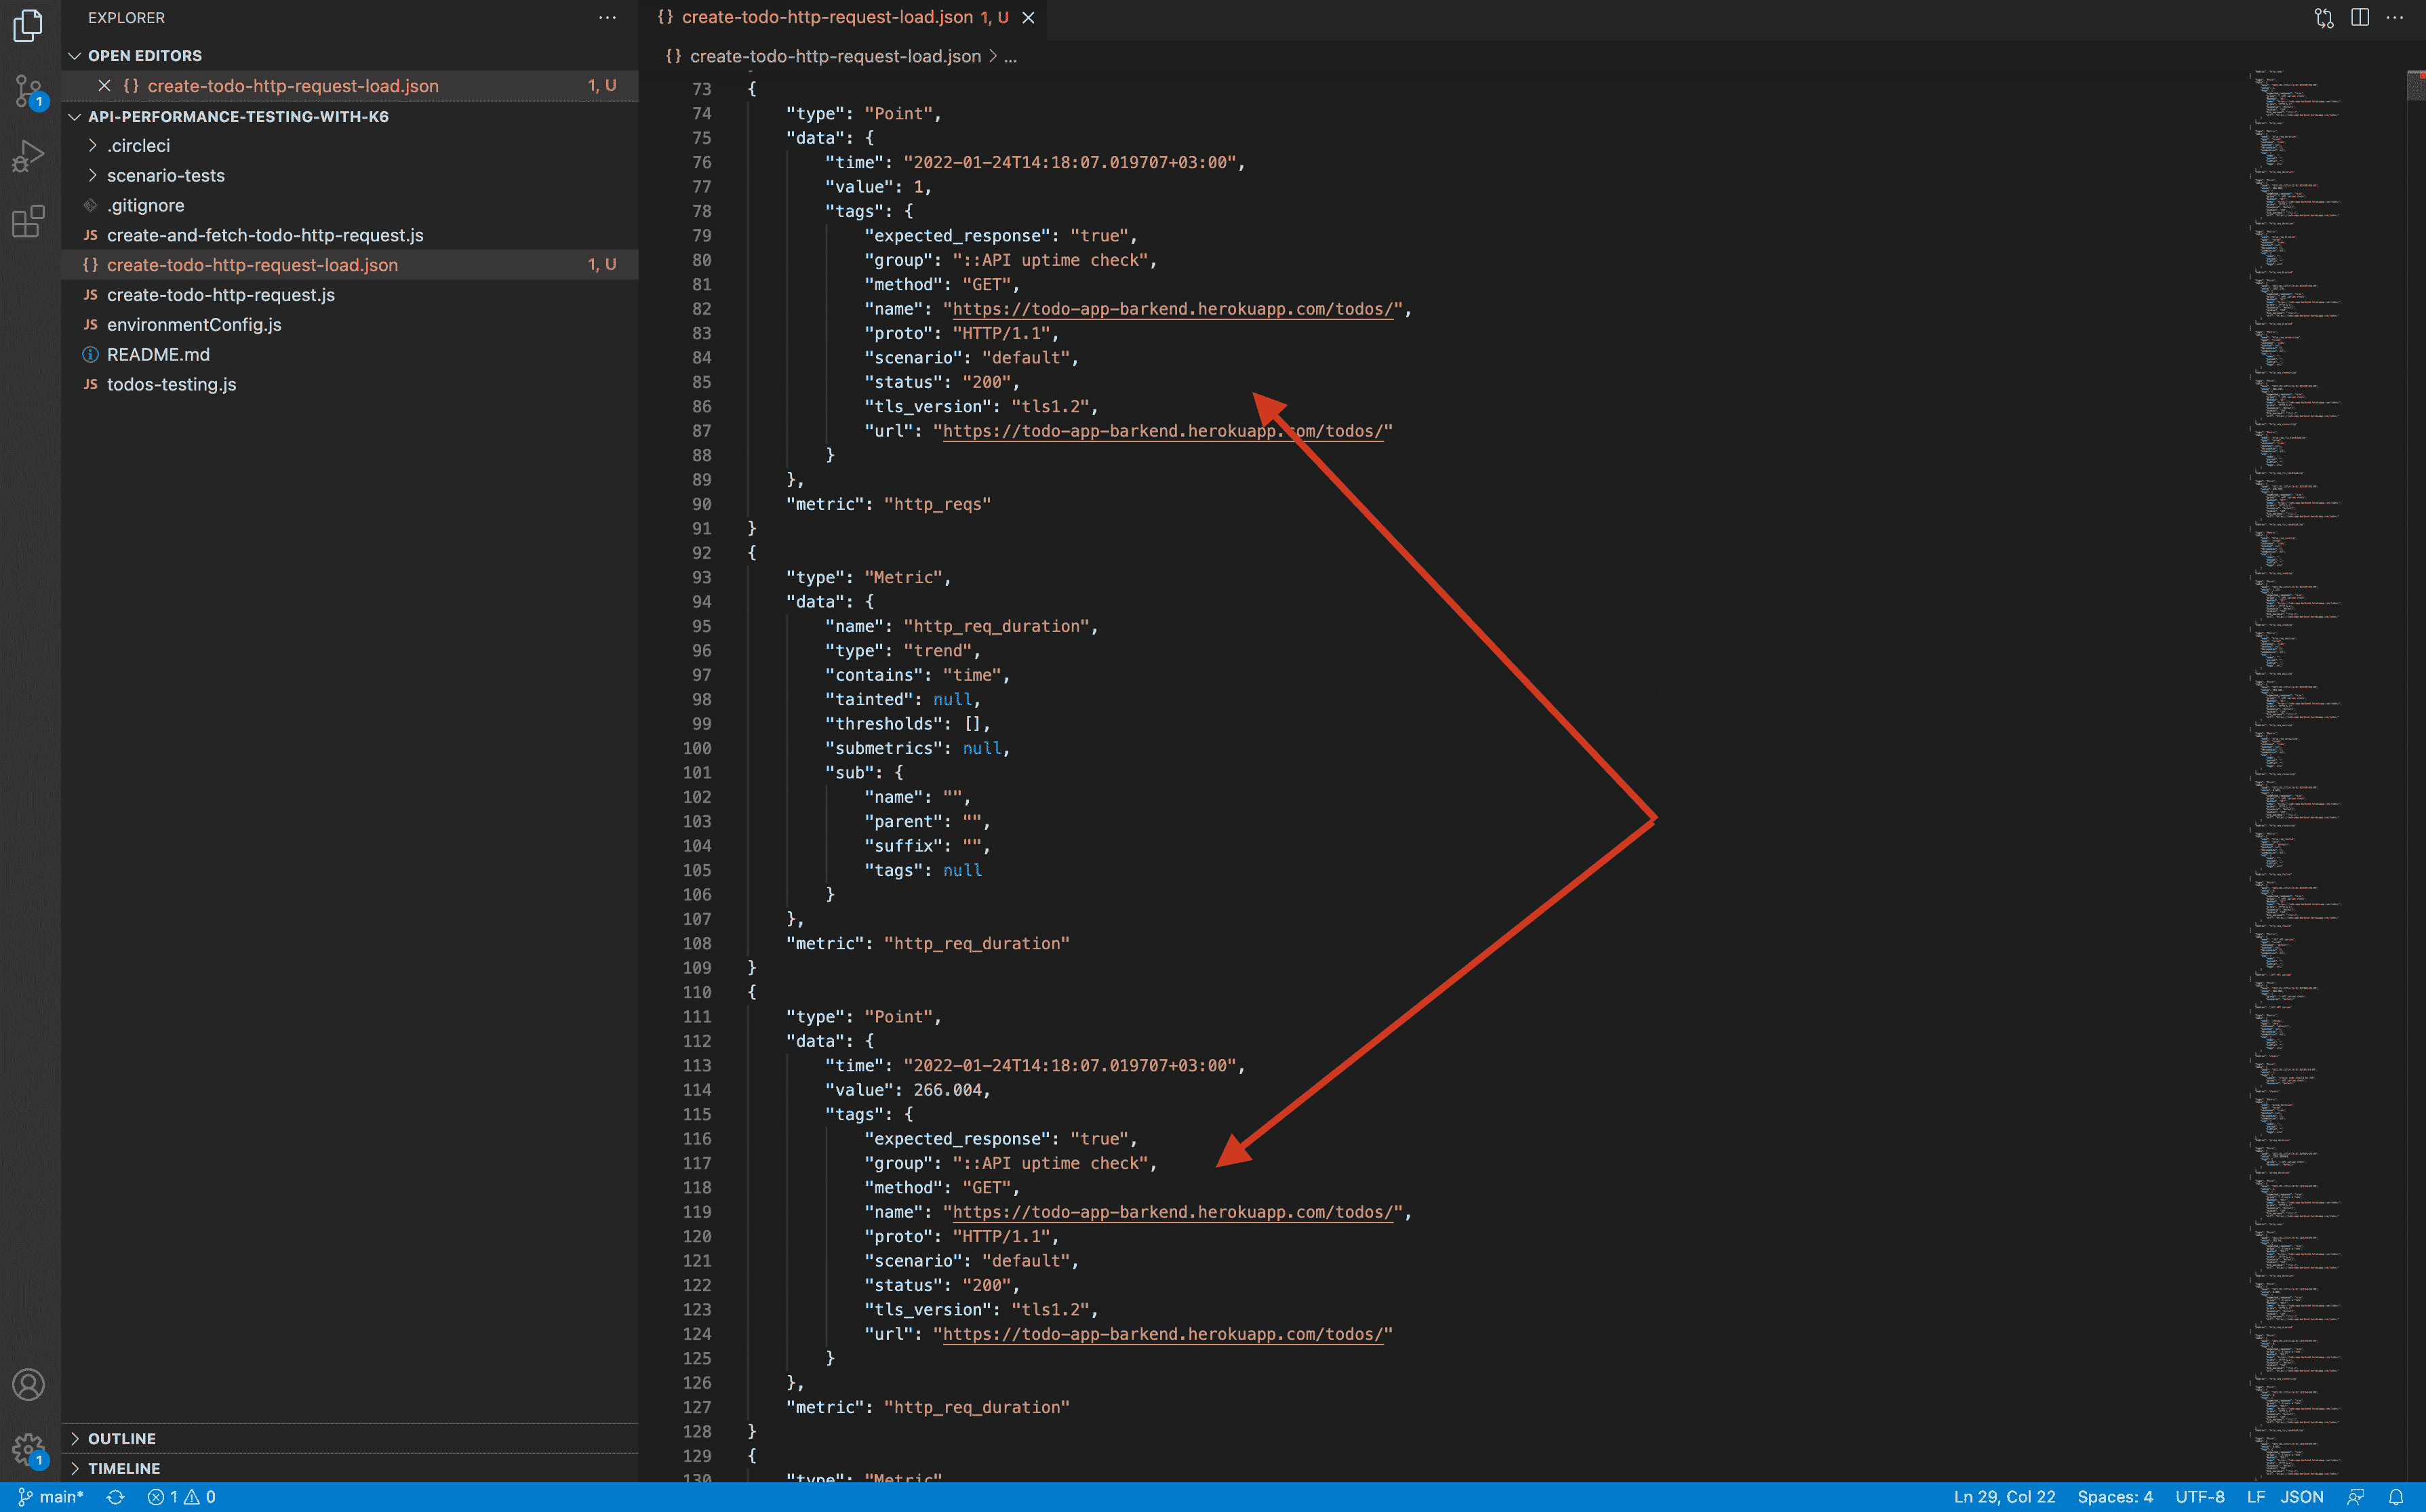 EXPLORER
OPEN EDITORS
create-todo-http-request-load.json 1, U
API-PERFORMANCE-TESTING-WITH-K6
.circleci
scenario-tests
.gitignore
JS create-and-fetch-todo-http-request.js
{} create-todo-http-request-load.json 1, U
JS create-todo-http-request.js
JS environmentConfig.js
README.md
JS todos-testing.js
OUTLINE
TIMELINE
{} create-todo-http-request-load.json 1, U
{} create-todo-http-request-load.json > ...
73 {
74 "type": "Point",
75 "data": {
76 "time": "2022-01-24T14:18:07.019707+03:00",
77 "value": 1,
78 "tags": {
79 "expected_response": "true",
80 "group": "::API uptime check",
81 "method": "GET",
82 "name": "https://todo-app-barkend.herokuapp.com/todos/",
83 "proto": "HTTP/1.1",
84 "scenario": "default",
85 "status": "200",
86 "tls_version": "tls1.2",
87 "url": "https://todo-app-barkend.herokuapp.com/todos/"
88 }
89 },
90 "metric": "http_reqs"
91 }
92 {
93 "type": "Metric",
94 "data": {
95 "name": "http_req_duration",
96 "type": "trend",
97 "contains": "time",
98 "tainted": null,
99 "thresholds": [],
100 "submetrics": null,
101 "sub": {
102 "name": "",
103 "parent": "",
104 "suffix": "",
105 "tags": null
106 }
107 },
108 "metric": "http_req_duration"
109 }
110 {
111 "type": "Point",
112 "data": {
113 "time": "2022-01-24T14:18:07.019707+03:00",
114 "value": 266.004,
115 "tags": {
116 "expected_response": "true",
117 "group": "::API uptime check",
118 "method": "GET",
119 "name": "https://todo-app-barkend.herokuapp.com/todos/",
120 "proto": "HTTP/1.1",
121 "scenario": "default",
122 "status": "200",
123 "tls_version": "tls1.2",
124 "url": "https://todo-app-barkend.herokuapp.com/todos/"
125 }
126 },
127 "metric": "http_req_duration"
128 }
129 {
130 "type": "Metric"
1
1
main* 1 0
Ln 29, Col 22 Spaces: 4 UTF-8 LF JSON